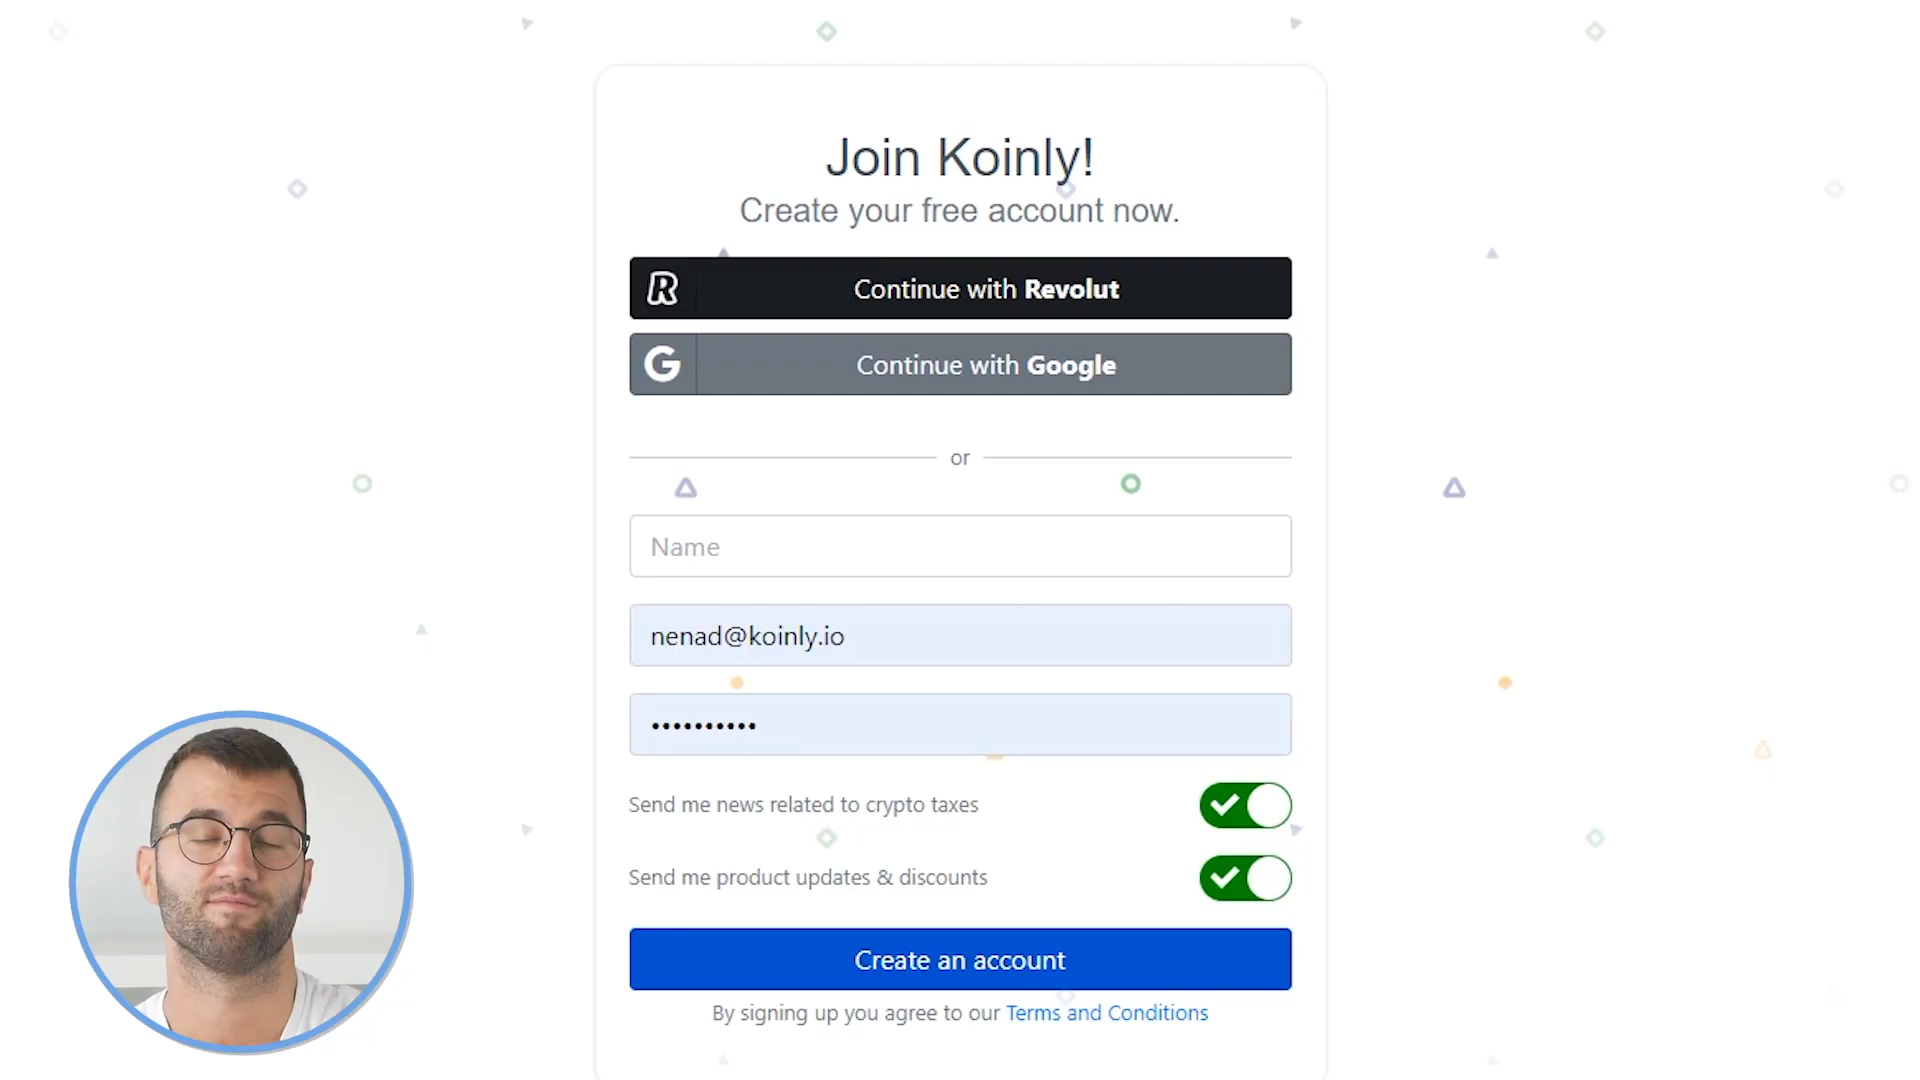 Join Koinly!
Create your free account now.
R Continue with Revolut
G Continue with Google
or
Name
nenad@koinly.io
••••••••••
Send me news related to crypto taxes
Send me product updates & discounts
Create an account
By signing up you agree to our Terms and Conditions